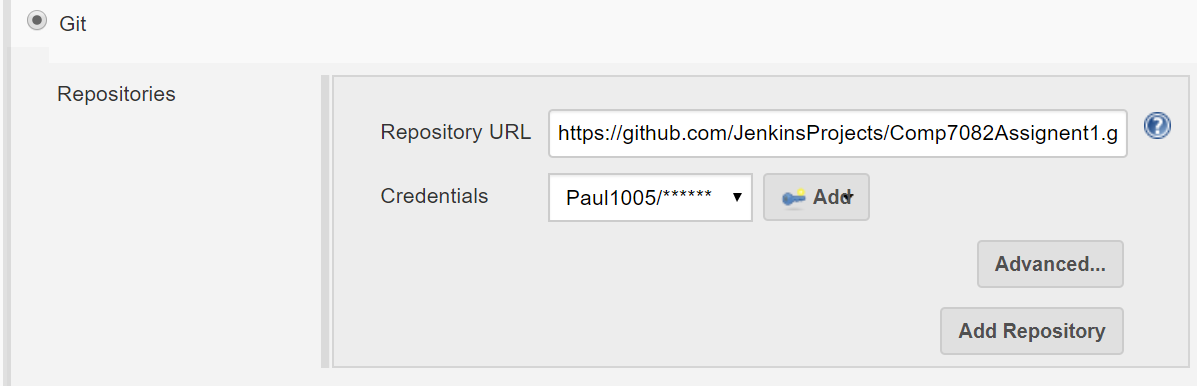 Git
Repositories
Repository URL https://github.com/JenkinsProjects/Comp7082Assignent1.g
Credentials Paul1005/****** Add
Advanced...
Add Repository